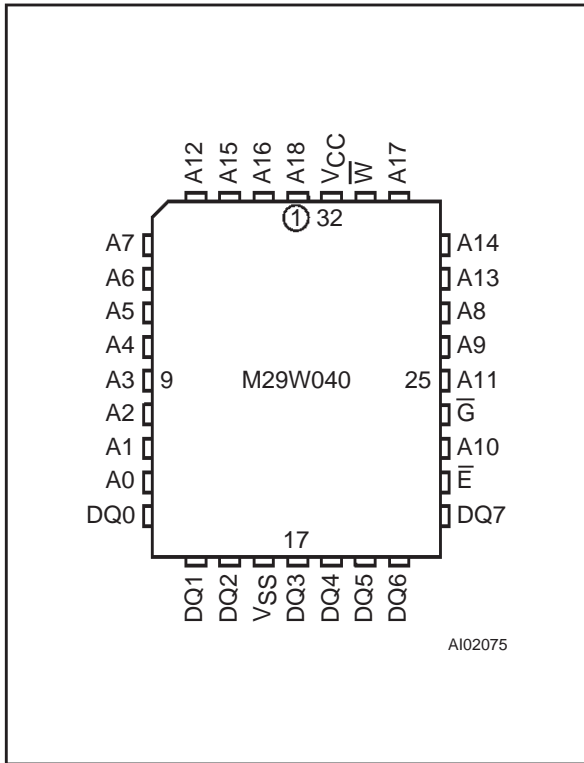 A12 A15 A16 A18 VCC W̅ A17
1 32
A7 A14
A6 A13
A5 A8
A4 A9
A3 9 M29W040 25 A11
A2 G̅
A1 A10
A0 E̅
DQ0 DQ7
17
DQ1 DQ2 VSS DQ3 DQ4 DQ5 DQ6
AI02075